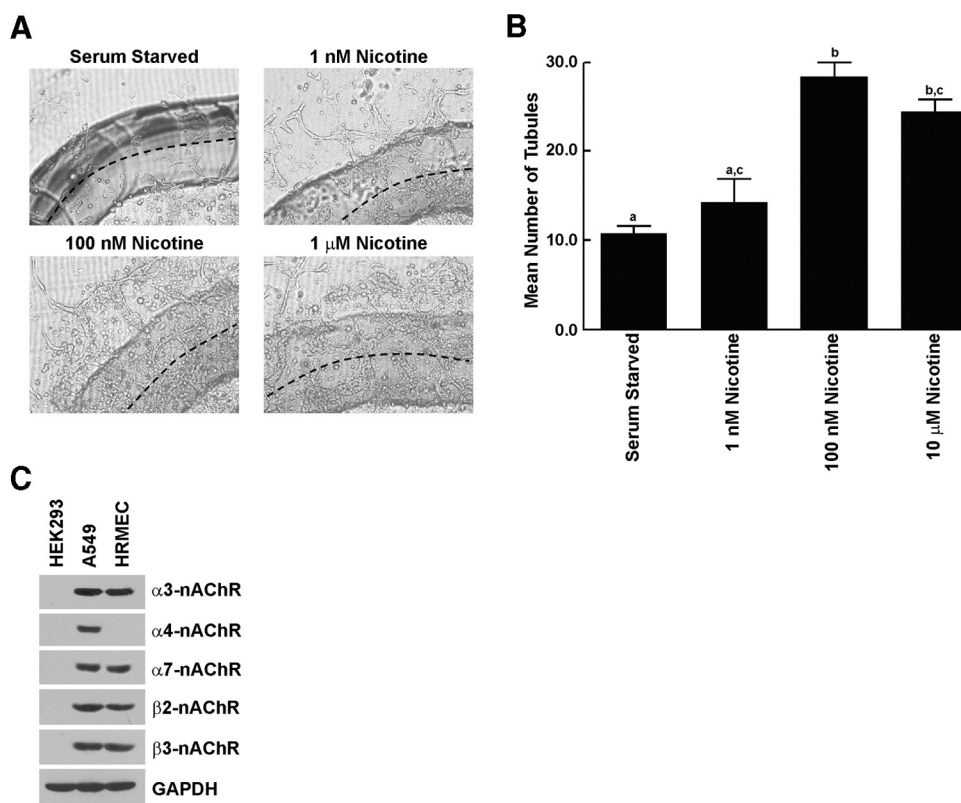 A
Serum Starved
1 nM Nicotine
100 nM Nicotine
1 μM Nicotine
B
Mean Number of Tubules
30.0
20.0
10.0
0.0
a
a,c
b
b,c
Serum Starved
1 nM Nicotine
100 nM Nicotine
10 μM Nicotine
C
HEK293
A549
HRMEC
α3-nAChR
α4-nAChR
α7-nAChR
β2-nAChR
β3-nAChR
GAPDH